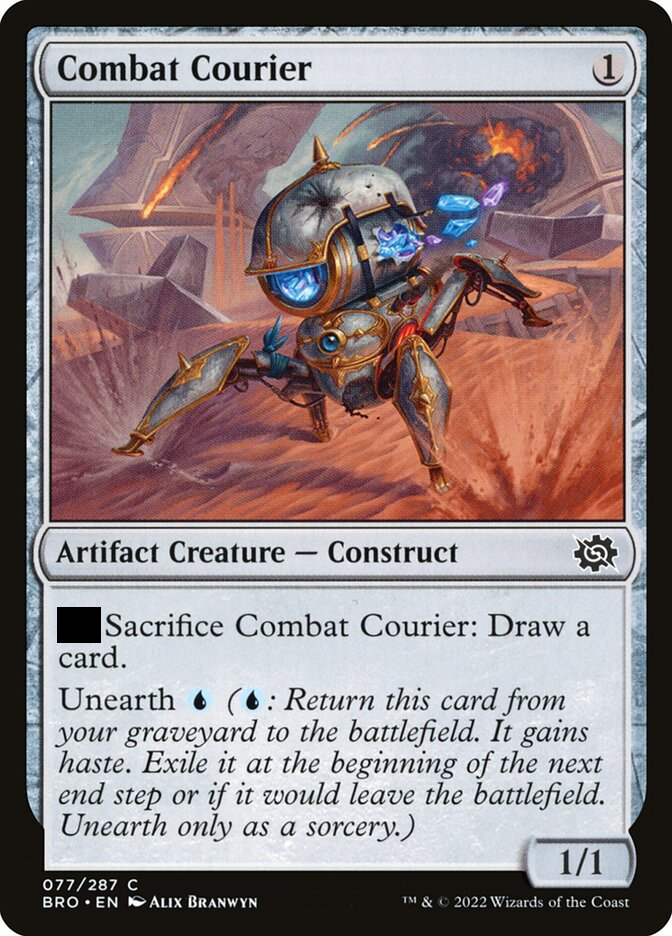 Combat Courier 1
Artifact Creature — Construct
Sacrifice Combat Courier: Draw a
card.
Unearth (: Return this card from
your graveyard to the battlefield. It gains
haste. Exile it at the beginning of the next
end step or if it would leave the battlefield.
Unearth only as a sorcery.)
1/1
077/287 C
BRO • EN Alix Branwyn
™ & © 2022 Wizards of the Coast